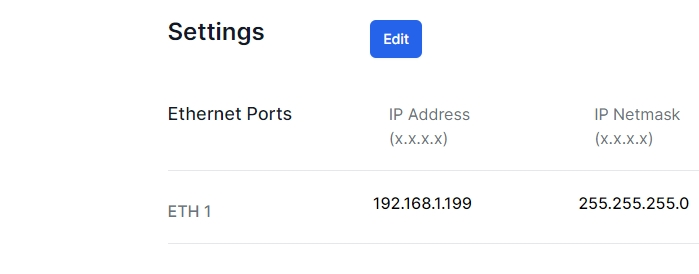 Settings
Edit
Ethernet Ports
IP Address
(x.x.x.x)
IP Netmask
(x.x.x.x)
ETH 1
192.168.1.199
255.255.255.0